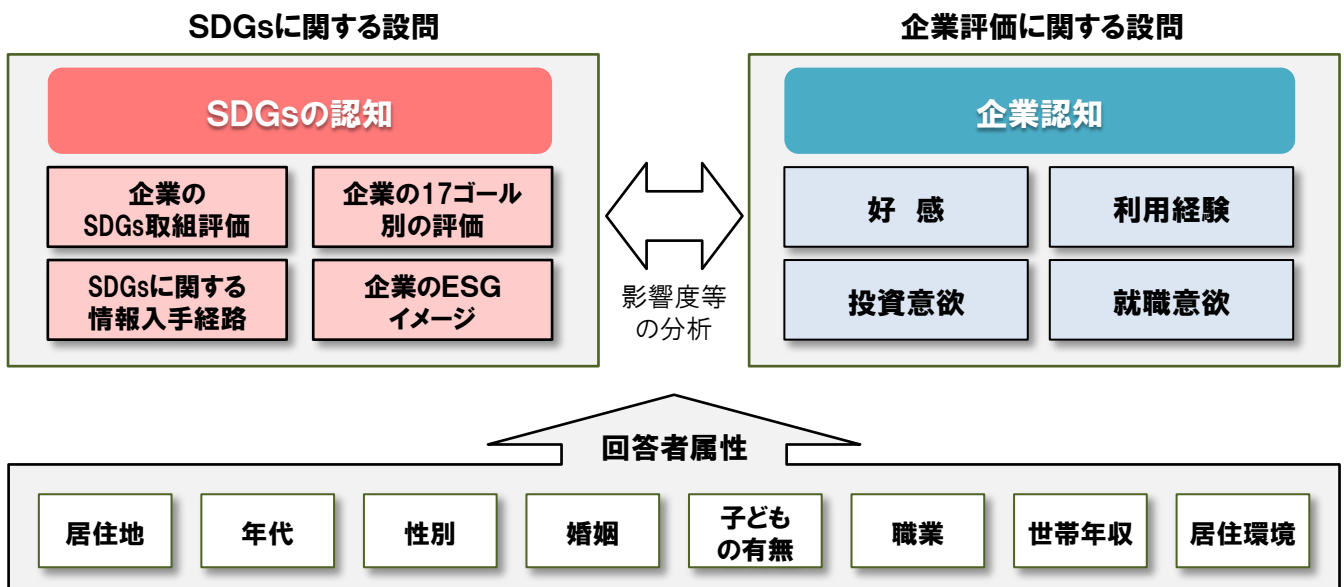 SDGsに関する設問
SDGsの認知
企業の
SDGs取組評価
企業の17ゴール
別の評価
SDGsに関する
情報入手経路
企業のESG
イメージ
影響度等
の分析
企業評価に関する設問
企業認知
好 感
利用経験
投資意欲
就職意欲
回答者属性
居住地
年代
性別
婚姻
子ども
の有無
職業
世帯年収
居住環境